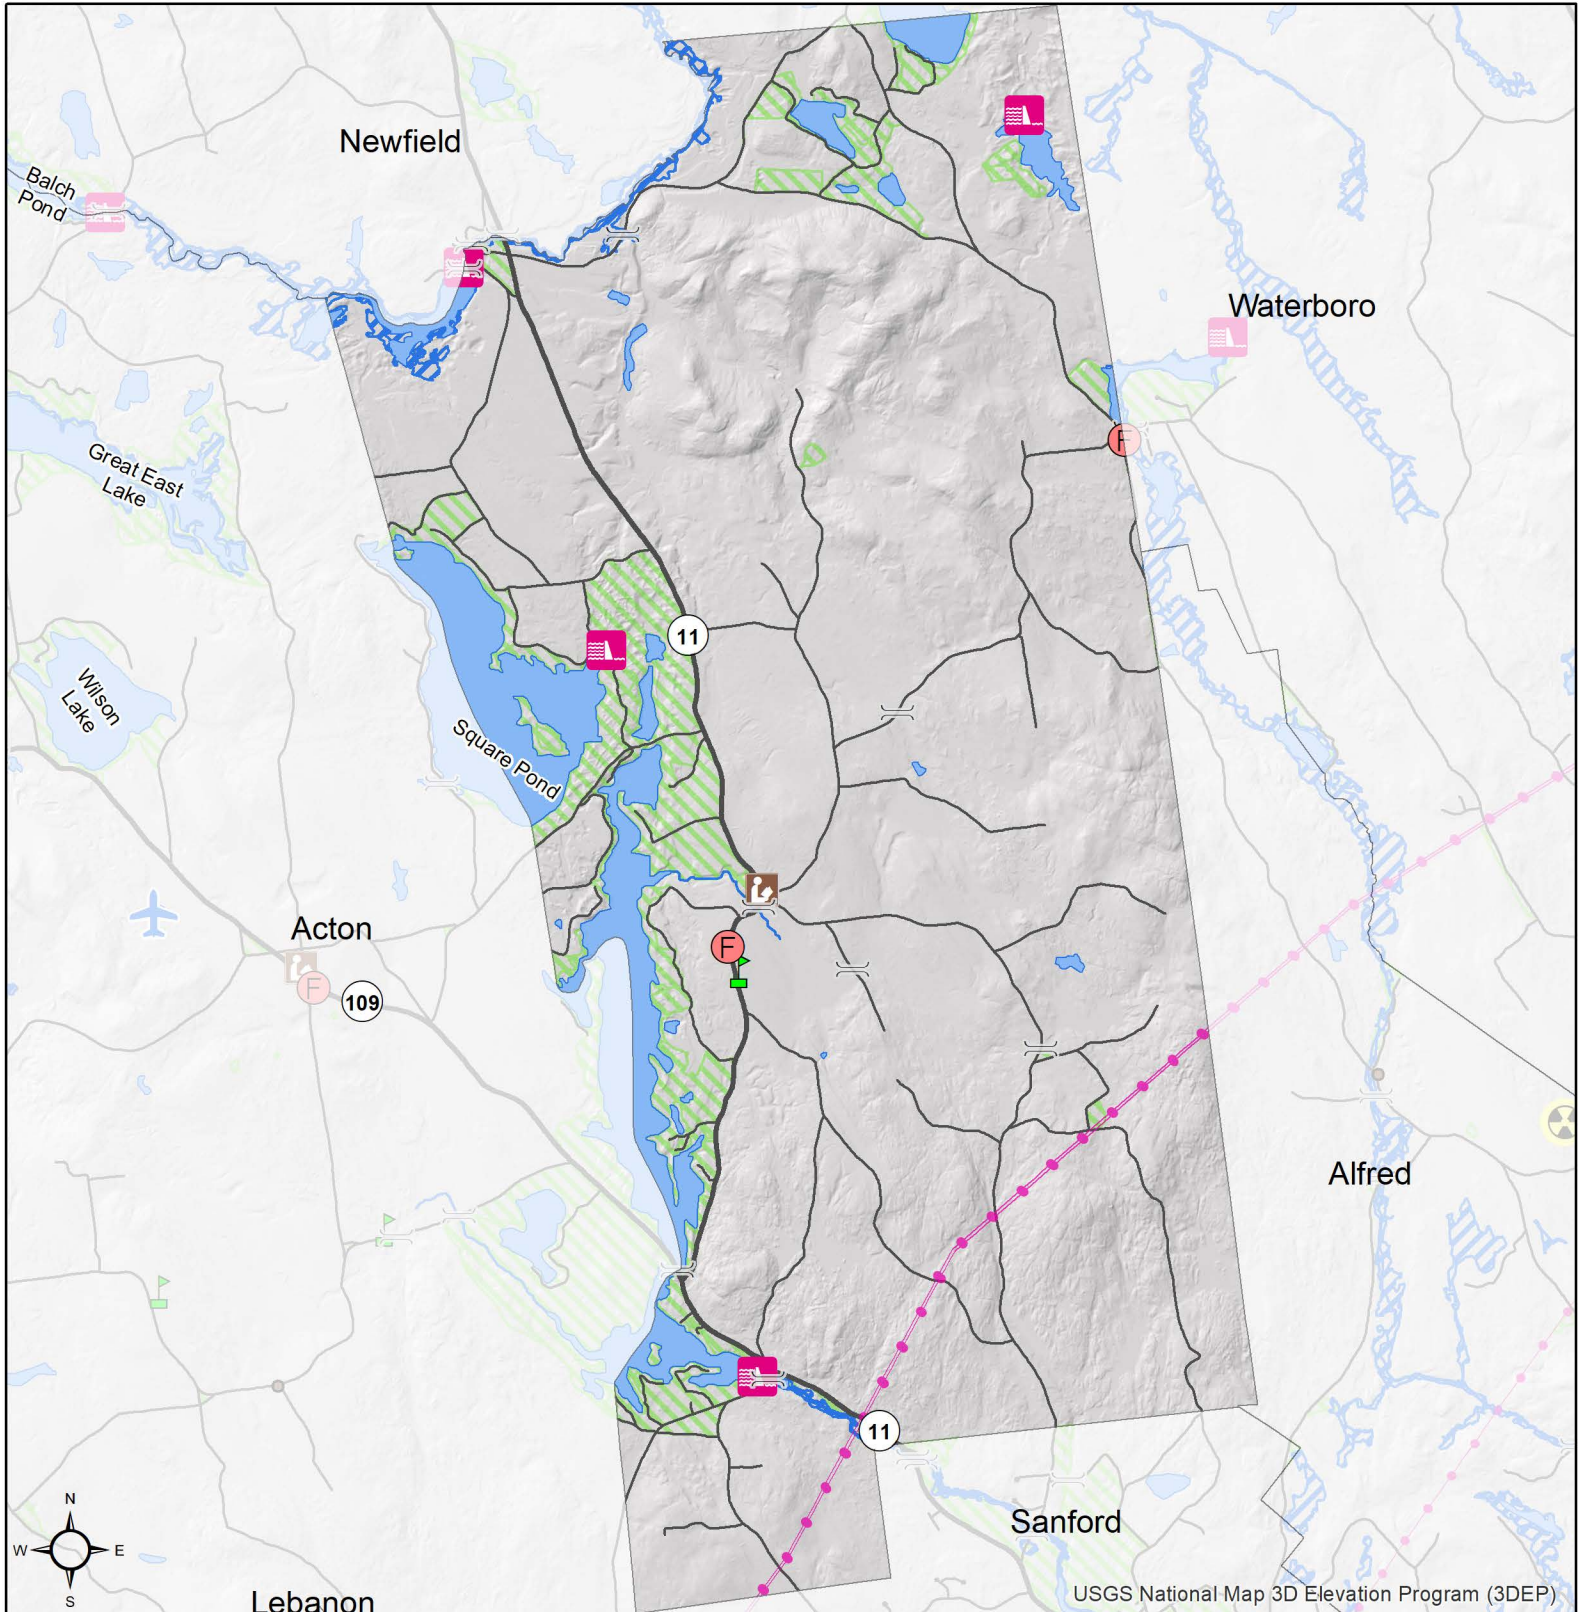 Newfield
Balch
Pond
Waterboro
F
Great East
Lake
11
Wilson
Lake
Square Pond
Acton
F
F
109
Alfred
11
Sanford
N
W
E
S
Lebanon
USGS National Map 3D Elevation Program (3DEP)